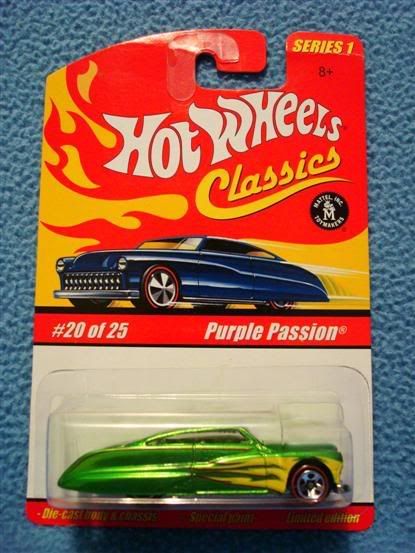 SERIES 1
8+
Hot Wheels
Classics
MATTEL, INC.
M
TOYMAKERS
#20 of 25
Purple Passion®
- Die-cast body & chassis
Special paint
Limited edition